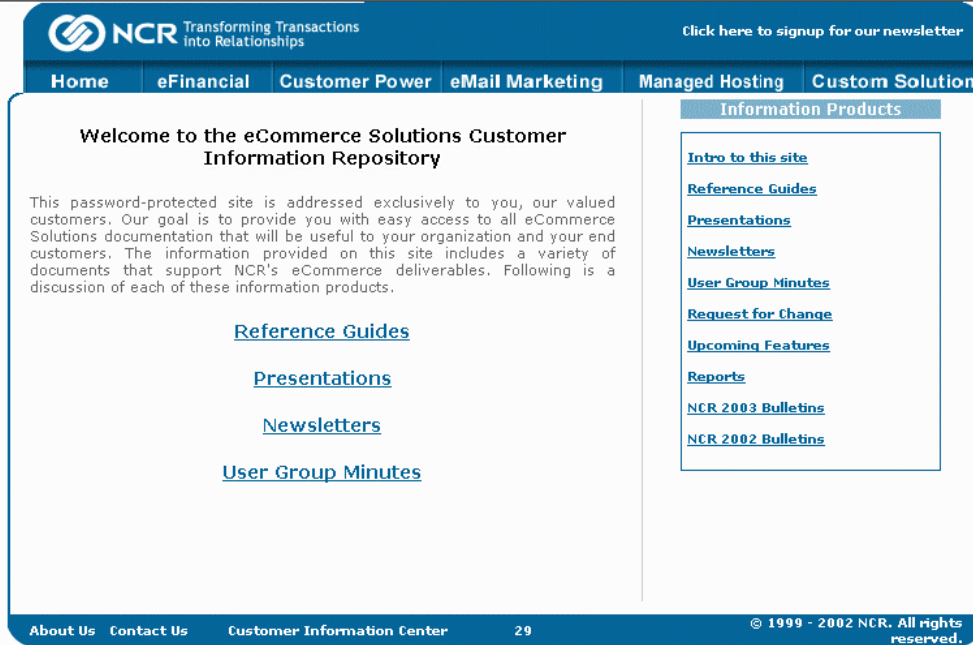 NCR Transforming Transactions
into Relationships
Click here to signup for our newsletter
Home eFinancial Customer Power eMail Marketing Managed Hosting Custom Solution
Welcome to the eCommerce Solutions Customer
Information Repository
This password-protected site is addressed exclusively to you, our valued
customers. Our goal is to provide you with easy access to all eCommerce
Solutions documentation that will be useful to your organization and your end
customers. The information provided on this site includes a variety of
documents that support NCR's eCommerce deliverables. Following is a
discussion of each of these information products.
Reference Guides
Presentations
Newsletters
User Group Minutes
Information Products
Intro to this site
Reference Guides
Presentations
Newsletters
User Group Minutes
Request for Change
Upcoming Features
Reports
NCR 2003 Bulletins
NCR 2002 Bulletins
About Us Contact Us Customer Information Center 29
© 1999 - 2002 NCR. All rights
reserved.